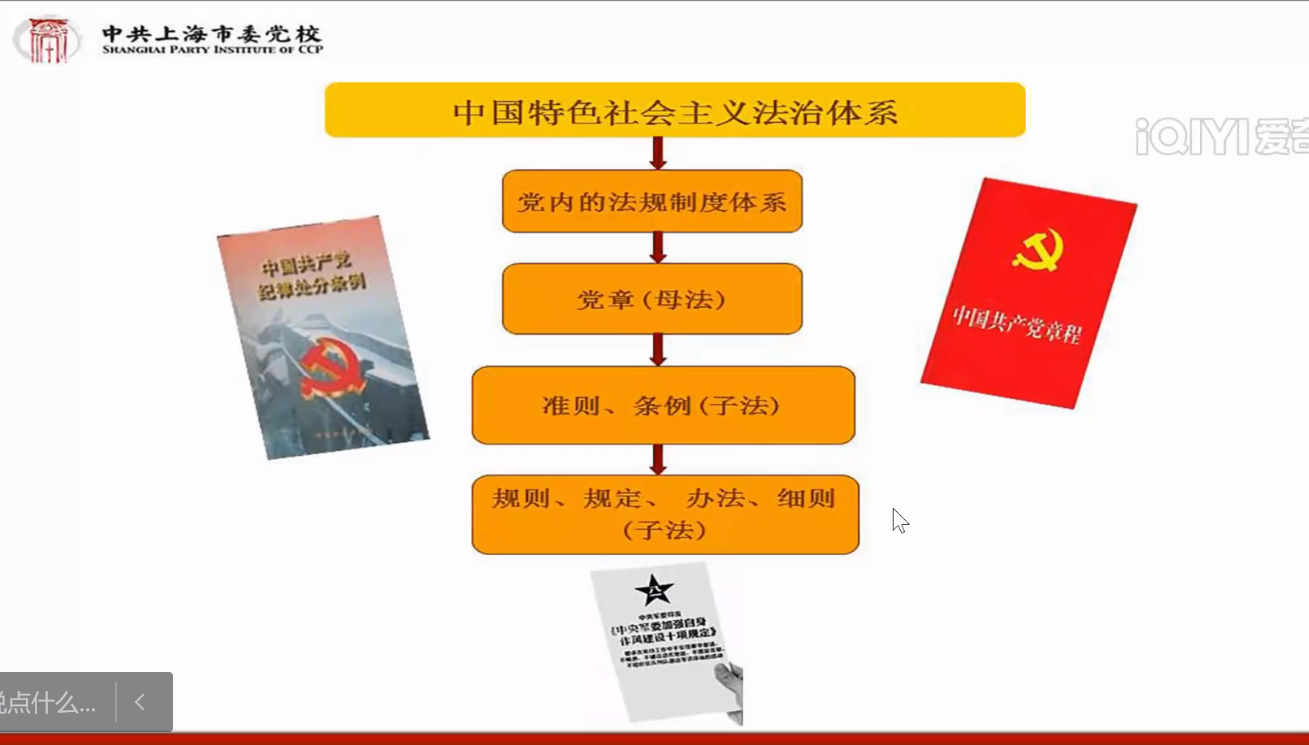 中共上海市委党校
SHANGHAI PARTY INSTITUTE OF CCP
中国特色社会主义法治体系
iQIYI 爱奇
党内的法规制度体系
中国共产党
纪律处分条例
党章(母法)
中国共产党章程
准则、条例(子法)
规则、规定、 办法、细则
(子法)
八一
中央军委印发
《中央军委加强自身
作风建设十项规定》
说点什么...